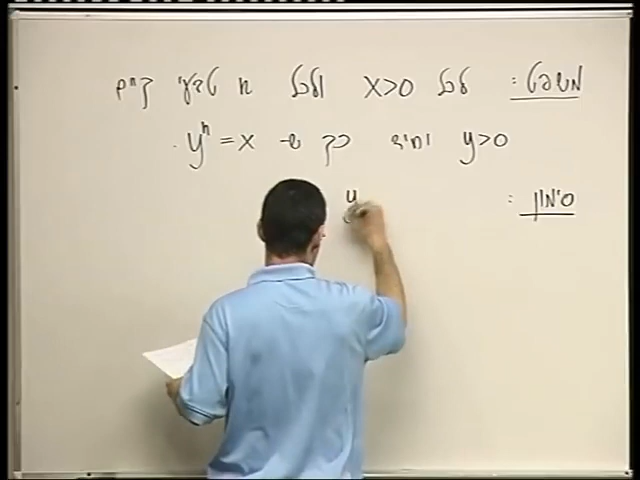 משפט: לכל x>0 ולכל n טבעי קיים
y>0 יחיד כך ש- y^n = x.
סימון: y